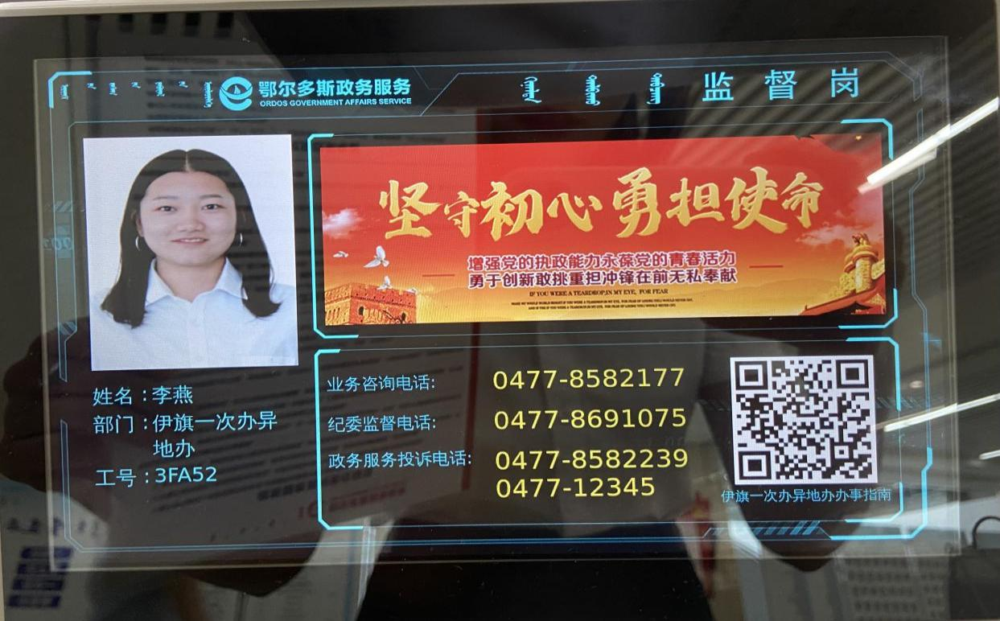 鄂尔多斯政务服务
ORDOS GOVERNMENT AFFAIRS SERVICE
监督岗
坚守初心勇担使命
增强党的执政能力永葆党的青春活力
勇于创新敢挑重担冲锋在前无私奉献
IF YOU WERE A TEARDROP,IN MY EYE, FOR FEAR
姓名:李燕
部门:伊旗一次办异
地办
工号:3FA52
业务咨询电话: 0477-8582177
纪委监督电话: 0477-8691075
政务服务投诉电话: 0477-8582239
0477-12345
伊旗一次办异地办办事指南